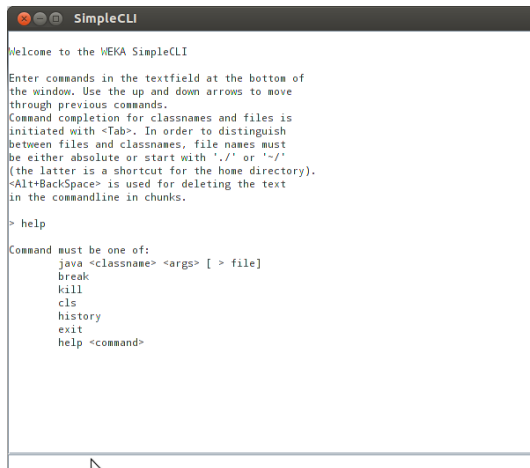 SimpleCLI
Welcome to the WEKA SimpleCLI
Enter commands in the textfield at the bottom of
the window. Use the up and down arrows to move
through previous commands.
Command completion for classnames and files is
initiated with <Tab>. In order to distinguish
between files and classnames, file names must
be either absolute or start with './' or '~/'
(the latter is a shortcut for the home directory).
<Alt+BackSpace> is used for deleting the text
in the commandline in chunks.
> help
Command must be one of:
java <classname> <args> [ > file]
break
kill
cls
history
exit
help <command>